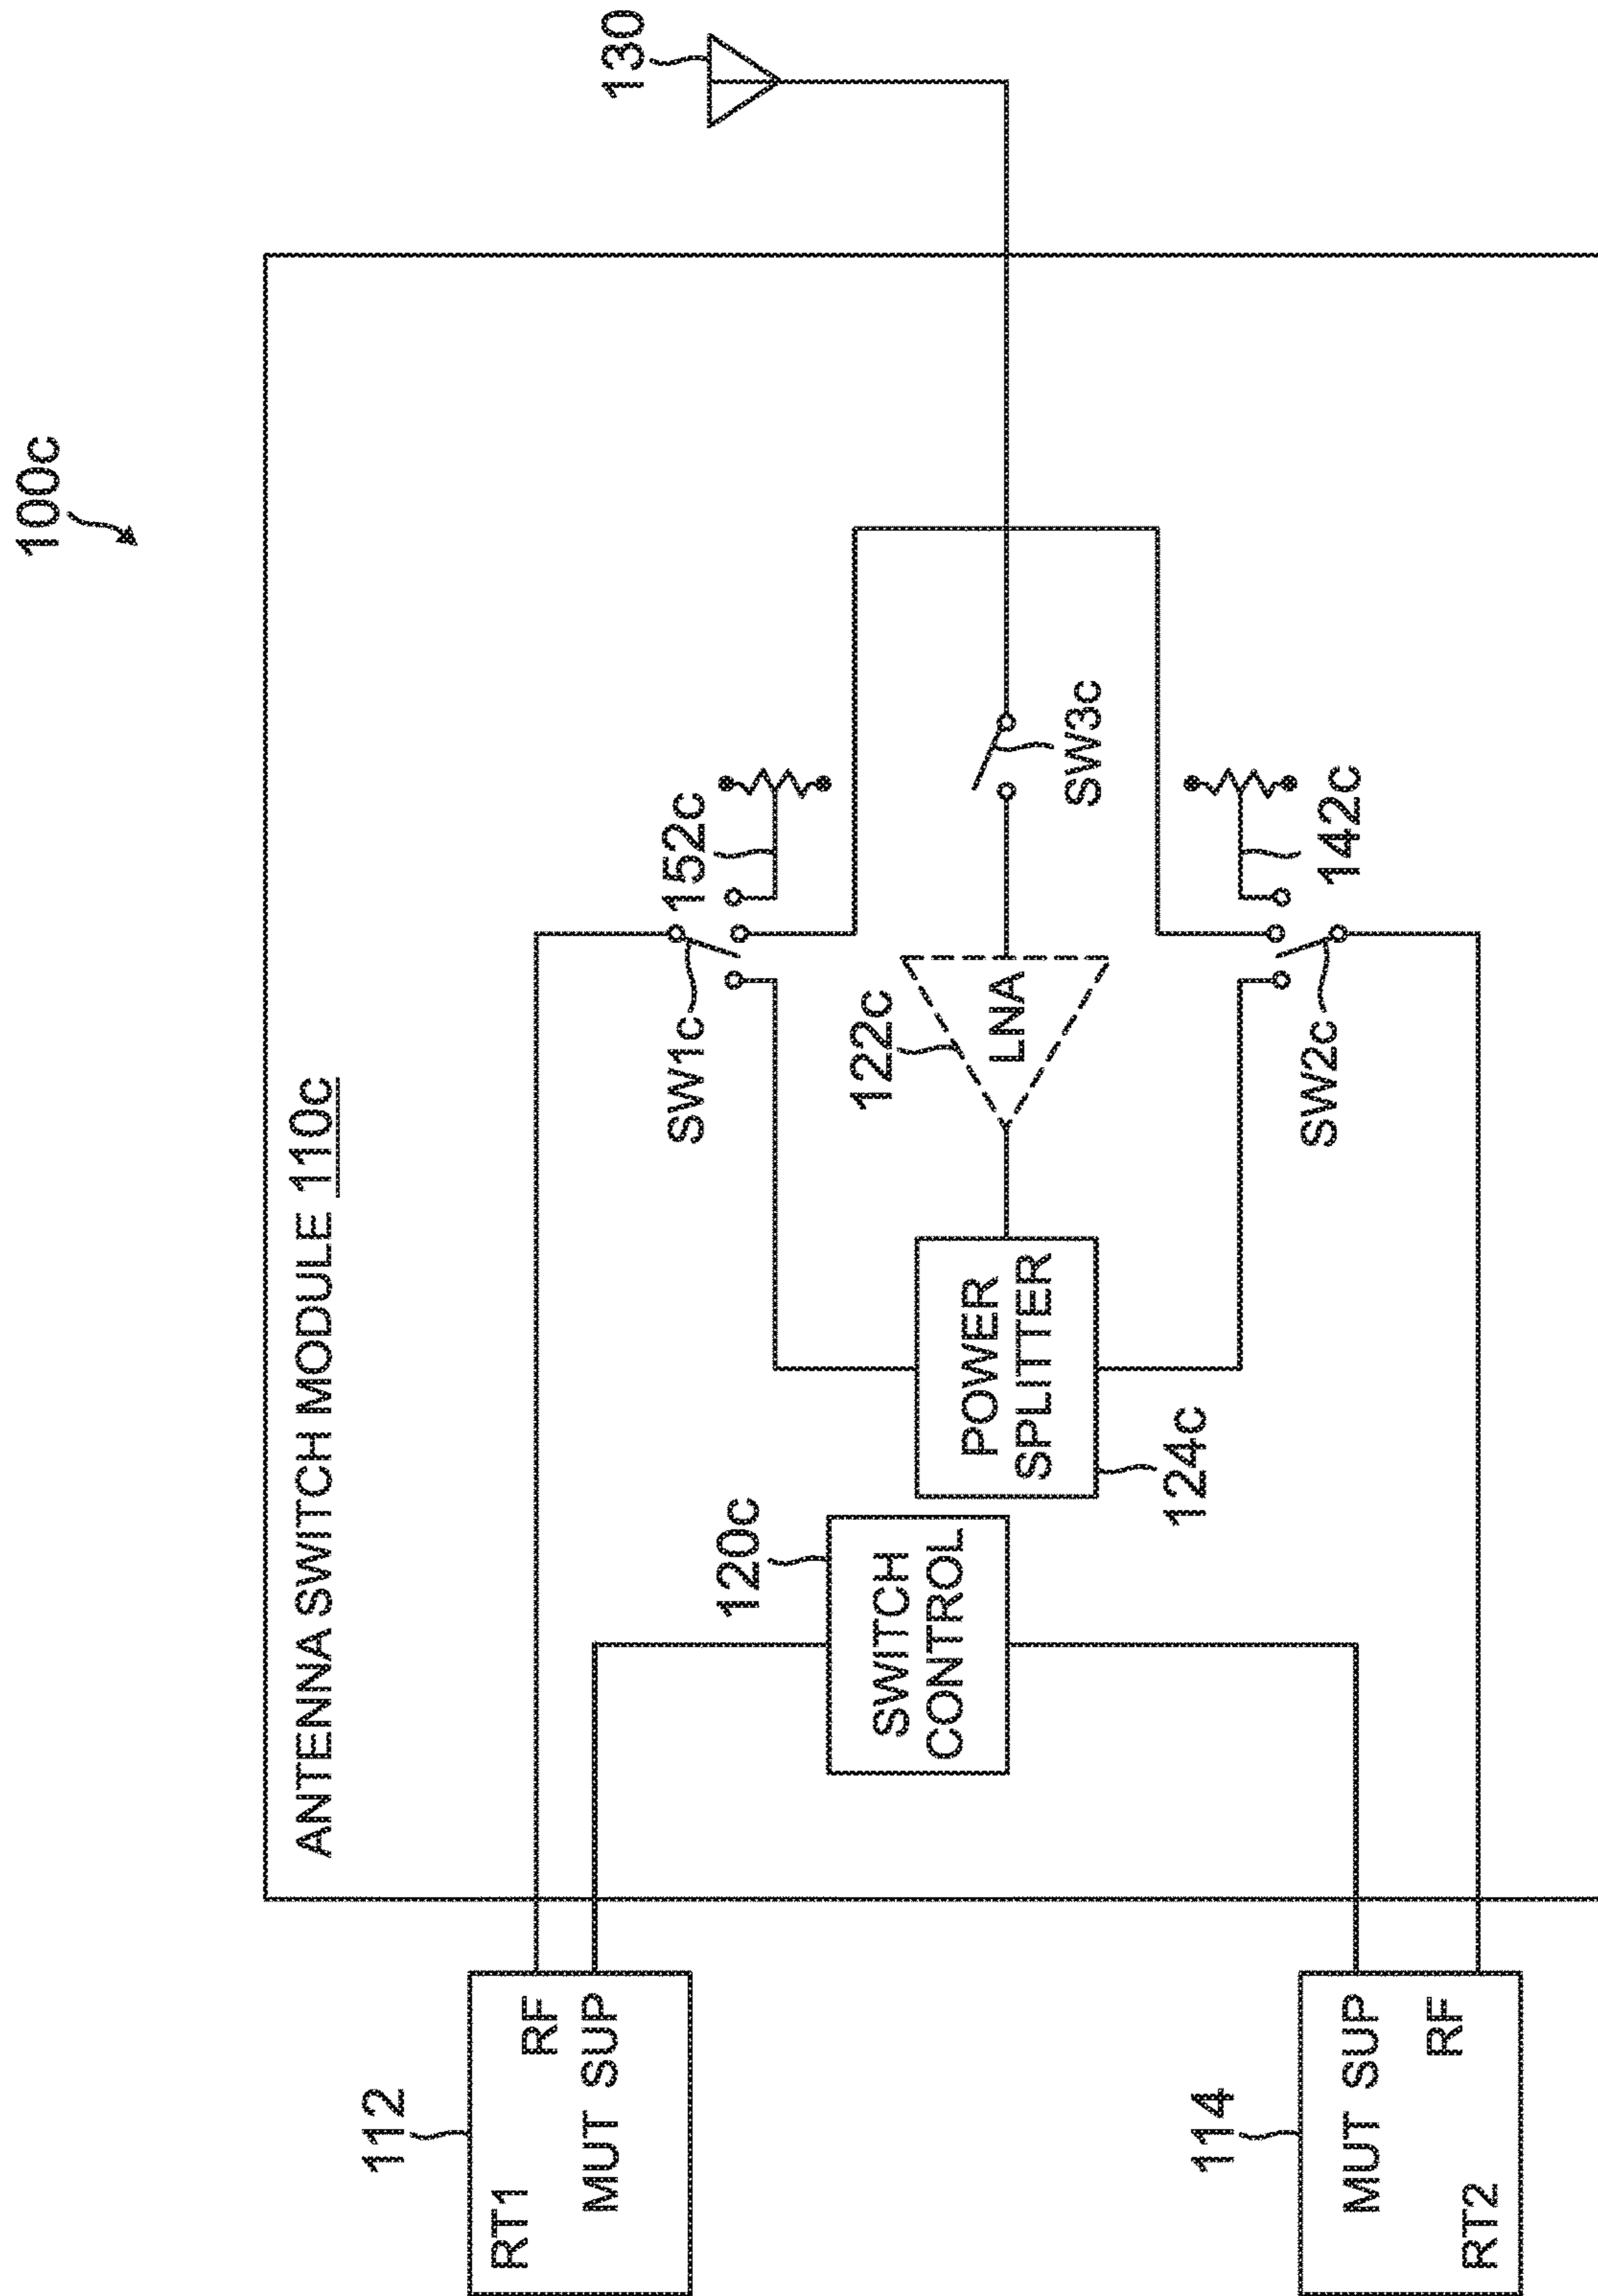 100c
ANTENNA SWITCH MODULE 110c
112
RT1
RF
MUT SUP
120c
SWITCH
CONTROL
SW1c
152c
122c
LNA
POWER
SPLITTER
124c
SW3c
130
SW2c
142c
114
MUT SUP
RF
RT2